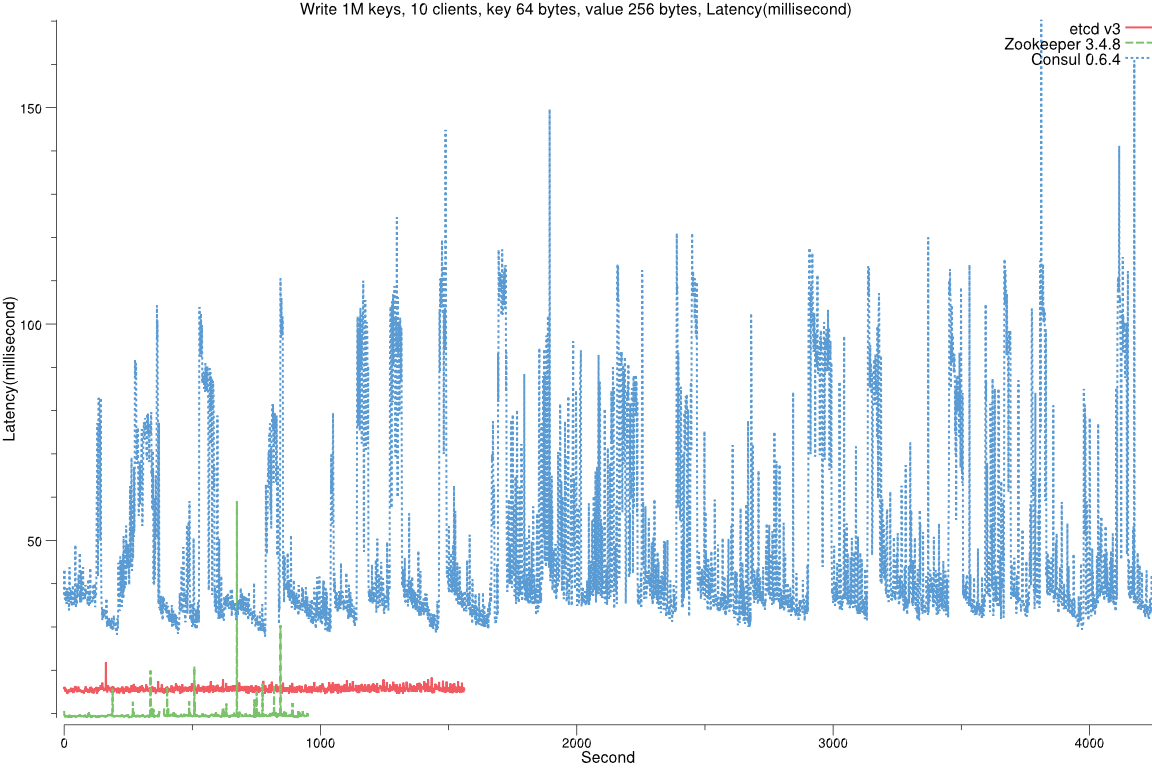 Write 1M keys, 10 clients, key 64 bytes, value 256 bytes, Latency(millisecond)
etcd v3
Zookeeper 3.4.8
Consul 0.6.4
Latency(millisecond)
150
100
50
0
1000
2000
3000
4000
Second